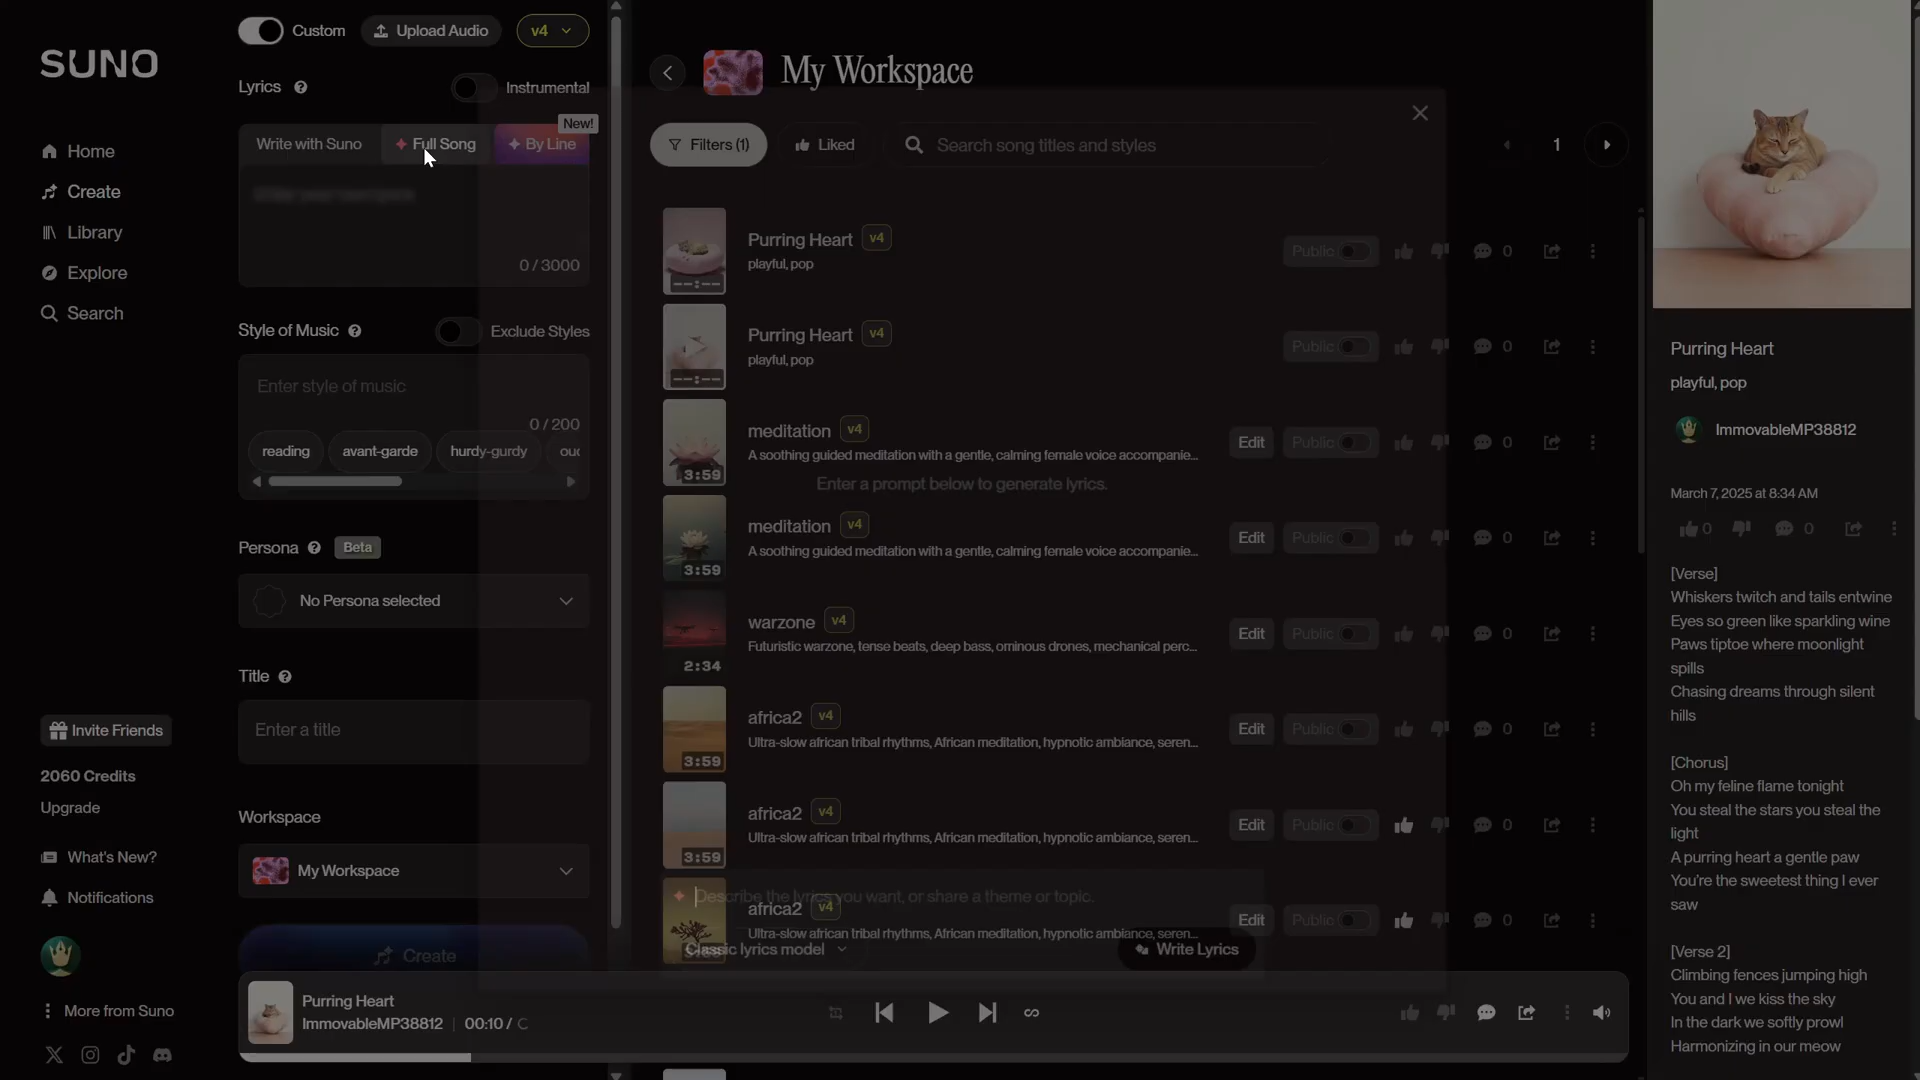 SUNO
Home
Create
Library
Explore
Search
Invite Friends
2060 Credits
Upgrade
What's New?
Notifications
More from Suno
Custom
Upload Audio
v4
Lyrics
Instrumental
New!
Write with Suno
Full Song
By Line
0 / 3000
Style of Music
Exclude Styles
Enter style of music
0 / 200
reading
avant-garde
hurdy-gurdy
Persona
Beta
No Persona selected
Title
Enter a title
Workspace
My Workspace
Create
My Workspace
Filters (1)
Liked
Search song titles and styles
1
Purring Heart v4
playful, pop
--:--
Public
0
Purring Heart v4
playful, pop
--:--
Public
0
meditation v4
A soothing guided meditation with a gentle, calming female voice accompanie...
3:59
Edit
Public
0
Enter a prompt below to generate lyrics.
meditation v4
A soothing guided meditation with a gentle, calming female voice accompanie...
3:59
Edit
Public
0
warzone v4
Futuristic warzone, tense beats, deep bass, ominous drones, mechanical perc...
2:34
Edit
Public
0
africa2 v4
Ultra-slow african tribal rhythms, African meditation, hypnotic ambiance, seren...
3:59
Edit
Public
0
africa2 v4
Ultra-slow african tribal rhythms, African meditation, hypnotic ambiance, seren...
3:59
Edit
Public
0
Describe the lyrics you want, or share a theme or topic.
africa2 v4
Ultra-slow african tribal rhythms, African meditation, hypnotic ambiance, seren...
Edit
Public
0
Classic lyrics model
Write Lyrics
Purring Heart
ImmovableMP38812
00:10 /
Purring Heart
playful, pop
ImmovableMP38812
March 7, 2025 at 8:34 AM
0
0
[Verse]
Whiskers twitch and tails entwine
Eyes so green like sparkling wine
Paws tiptoe where moonlight
spills
Chasing dreams through silent
hills
[Chorus]
Oh my feline flame tonight
You steal the stars you steal the
light
A purring heart a gentle paw
You're the sweetest thing I ever
saw
[Verse 2]
Climbing fences jumping high
You and I we kiss the sky
In the dark we softly prowl
Harmonizing in our meow